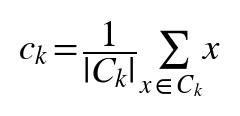 $c_k = \frac{1}{|C_k|} \sum_{x \in C_k} x$